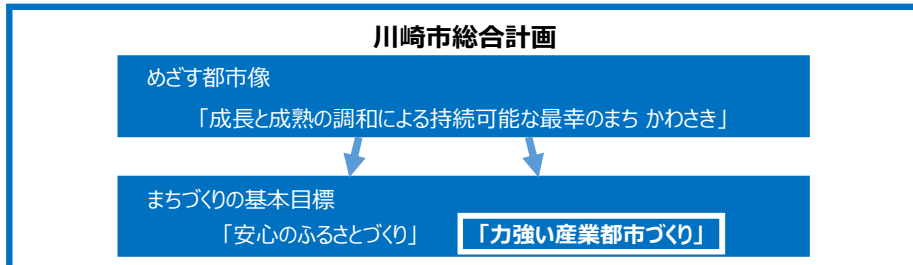 川崎市総合計画
めざす都市像
「成長と成熟の調和による持続可能な最幸のまち かわさき」
まちづくりの基本目標
「安心のふるさとづくり」 「力強い産業都市づくり」